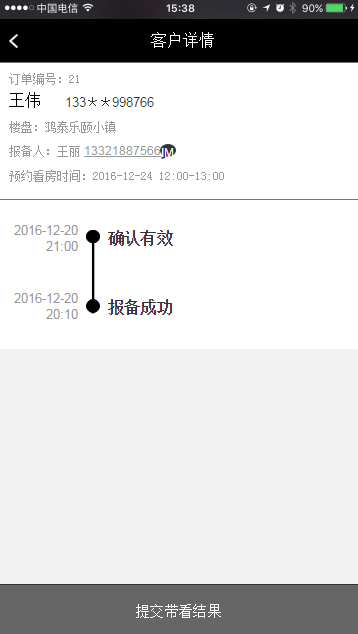 中国电信 15:38 90%
客户详情
订单编号：21
王伟 133＊＊998766
楼盘：鸿泰乐颐小镇
报备人：王丽 13321887566 JM
预约看房时间：2016-12-24 12:00-13:00
2016-12-20
21:00
确认有效
2016-12-20
20:10
报备成功
提交带看结果